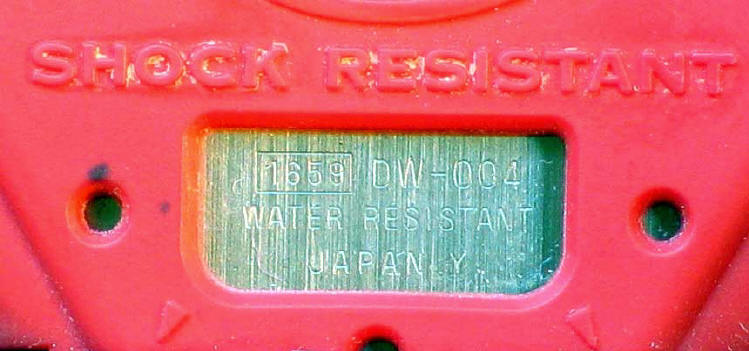 SHOCK RESISTANT
1659 DW-004
WATER RESISTANT
JAPAN Y